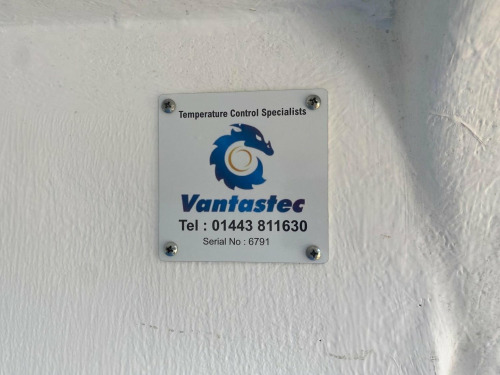 Temperature Control Specialists
Vantastec
Tel : 01443 811630
Serial No : 6791